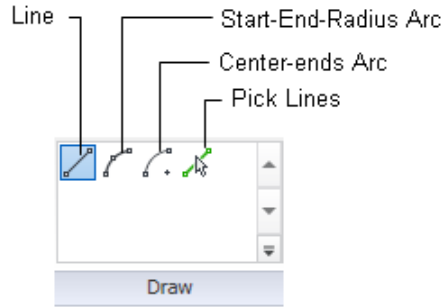 Line
Start-End-Radius Arc
Center-ends Arc
Pick Lines
Draw